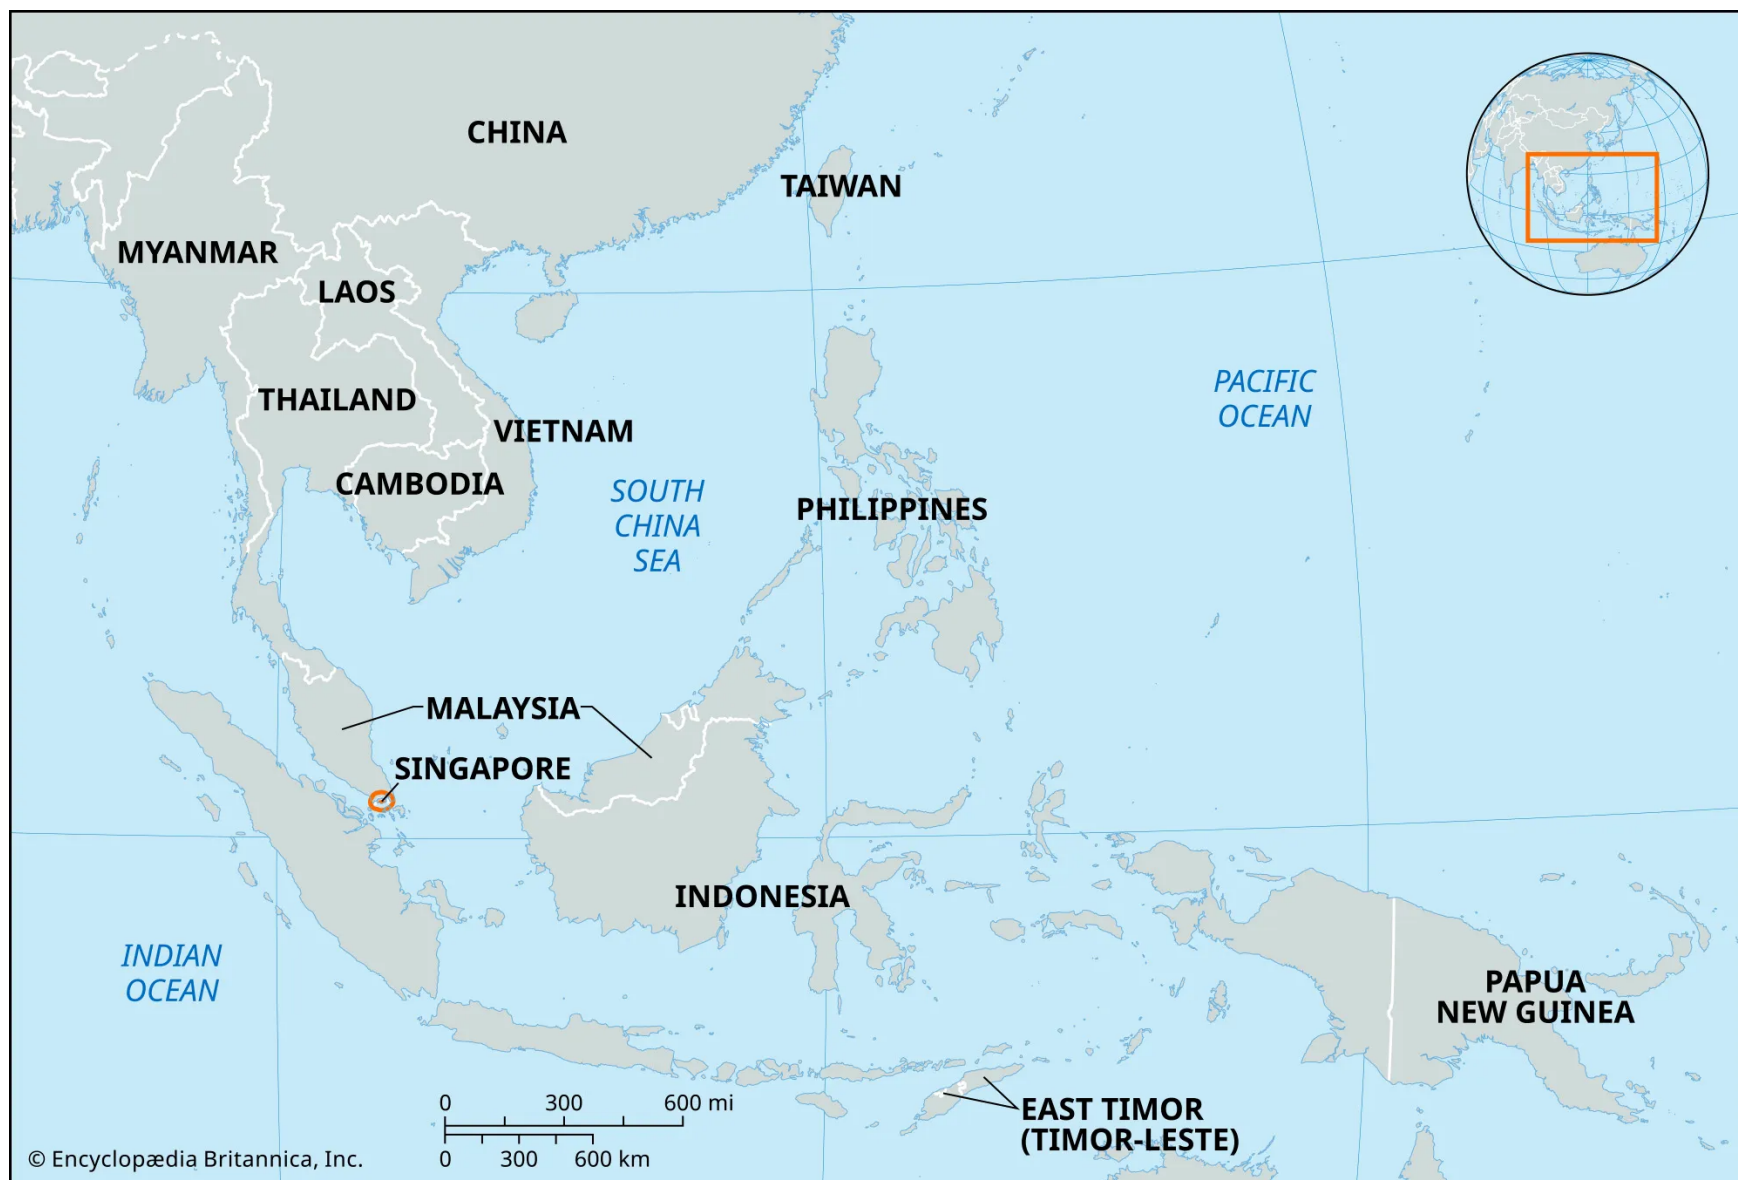 CHINA
TAIWAN
MYANMAR
LAOS
PACIFIC
OCEAN
THAILAND
VIETNAM
CAMBODIA
SOUTH
CHINA
SEA
PHILIPPINES
MALAYSIA
SINGAPORE
INDONESIA
INDIAN
OCEAN
PAPUA
NEW GUINEA
EAST TIMOR
(TIMOR-LESTE)
0 300 600 mi
0 300 600 km
© Encyclopædia Britannica, Inc.